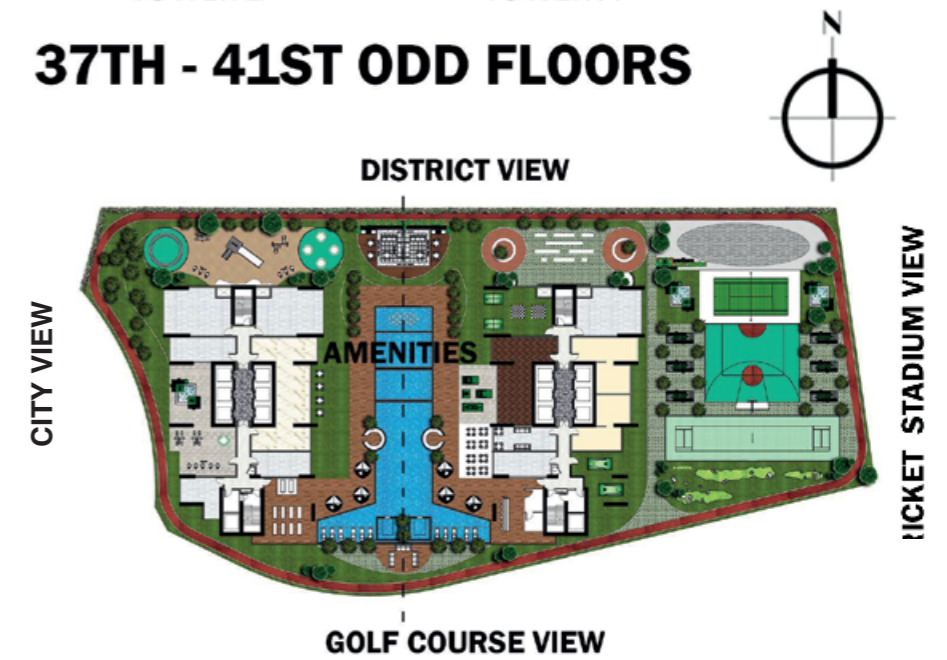 N
37TH - 41ST ODD FLOORS
DISTRICT VIEW
CITY VIEW
AMENITIES
RICKET STADIUM VIEW
GOLF COURSE VIEW